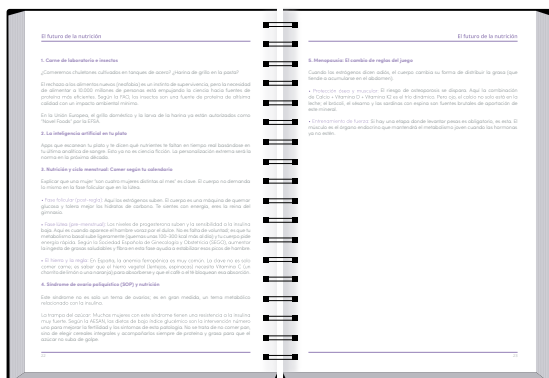 El futuro de la nutrición
1. Carne de laboratorio e insectos
¿Comeremos chuletones cultivados en tanques de acero? ¿Harina de grillo en la pasta?
El rechazo a los alimentos nuevos (neofobia) es un instinto de supervivencia, pero la necesidad
de alimentar a 10.000 millones de personas está empujando la ciencia hacia fuentes de
proteína más eficientes. Según la FAO, los insectos son una fuente de proteína de altísima
calidad con un impacto ambiental mínimo.
En la Unión Europea, el grillo doméstico y la larva de la harina ya están autorizados como
"Novel Foods" por la EFSA.
2. La inteligencia artificial en tu plato
Apps que escanean tu plato y te dicen qué nutrientes te faltan en tiempo real basándose en
tu última analítica de sangre. Esto ya no es ciencia ficción. La personalización extrema será la
norma en la próxima década.
3. Nutrición y ciclo menstrual: Comer según tu calendario
Explicar que una mujer "son cuatro mujeres distintas al mes" es clave. El cuerpo no demanda
lo mismo en la fase folicular que en la lútea.
• Fase folicular (pre-regla): Aquí los estrógenos suben. El cuerpo es una máquina de quemar
glucosa y tolera mejor los hidratos de carbono. Te sientes con energía, eres la reina del
gimnasio.
• Fase lútea (pre-menstrual): Los niveles de progesterona suben y la sensibilidad a la insulina
baja. Aquí es cuando aparece el hambre voraz por el dulce. No es falta de voluntad, es que tu
metabolismo basal sube ligeramente (quemas unas 100-300 kcal más al día) y tu cuerpo pide
energía rápida. Según la Sociedad Española de Ginecología y Obstetricia (SEGO), aumentar
la ingesta de grasas saludables y fibra en esta fase ayuda a estabilizar esos picos de hambre.
• El hierro y la regla: En España, la anemia ferropénica es muy común. La clave no es solo
comer carne, es saber que el hierro vegetal (lentejas, espinacas) necesita Vitamina C (un
chorrito de limón o una naranja) para absorberse y que el café o el té bloquean esa absorción.
4. Síndrome de ovario poliquístico (SOP) y nutrición
Este síndrome no es solo un tema de quistes; es en gran medida, un tema metabólico
relacionado con la insulina.
La trampa del azúcar: Muchas mujeres con este síndrome tienen una resistencia a la insulina
muy fuerte. Según la AESAN, las dietas de bajo índice glucémico son la intervención número
uno para mejorar la fertilidad y los síntomas de esta patología. No se trata de no comer pan,
sino de elegir cereales integrales y acompañarlos siempre de proteína y grasa para que el
azúcar no suba de golpe.
El futuro de la nutrición
5. Menopausia: El cambio de reglas del juego
Cuando los estrógenos dicen adiós, el cuerpo cambia su forma de distribuir la grasa (que
tiende a acumularse en el abdomen).
• Protección ósea y muscular: El riesgo de osteoporosis se dispara. Aquí la combinación
de Calcio + Vitamina D + Vitamina K2 es el trío dinámico. Pero ojo, el calcio no solo está en la
leche; el brócoli, el sésamo y las sardinas con espina son fuentes brutales de aportación de
este mineral.
• Entrenamiento de fuerza: Si hay una etapa donde levantar pesas es obligatorio, es esta. El
músculo es el órgano endocrino que mantendrá el metabolismo joven cuando las hormonas
ya no estén.